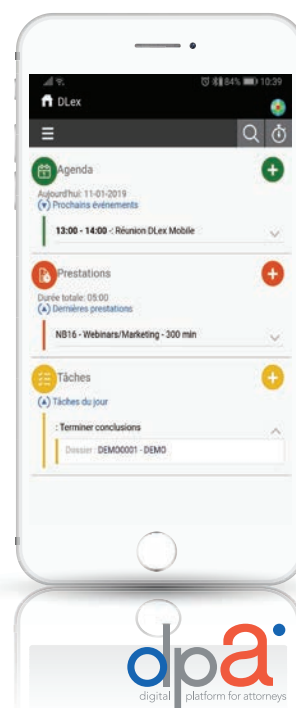 84% 10:39
DLex
Agenda
Aujourd'hui: 11-01-2019
Prochains événements
13:00 - 14:00 -: Réunion DLex Mobile
Prestations
Durée totale: 05:00
Dernières prestations
NB16 - Webinars/Marketing - 300 min
Tâches
Tâches du jour
: Terminer conclusions
Dossier : DEMO0001 - DEMO
dpa
digital platform for attorneys